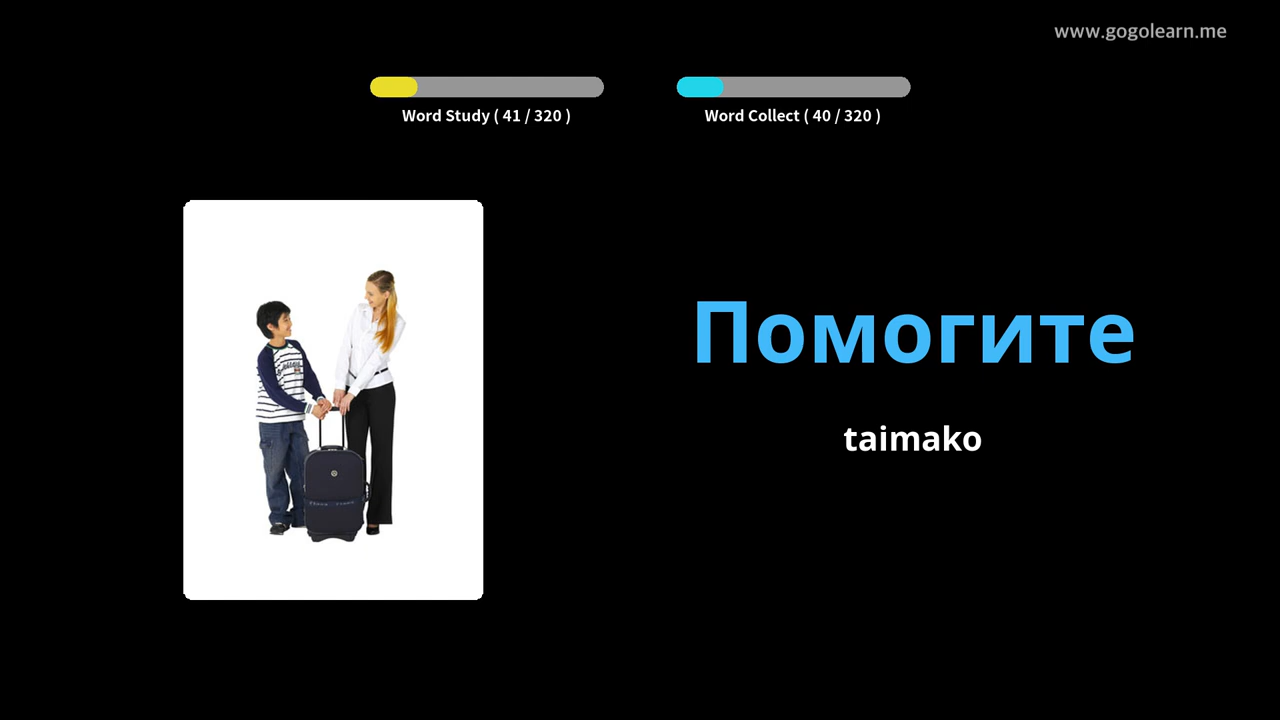 www.gogolearn.me
Word Study ( 41 / 320 )
Word Collect ( 40 / 320 )
Помогите
taimako